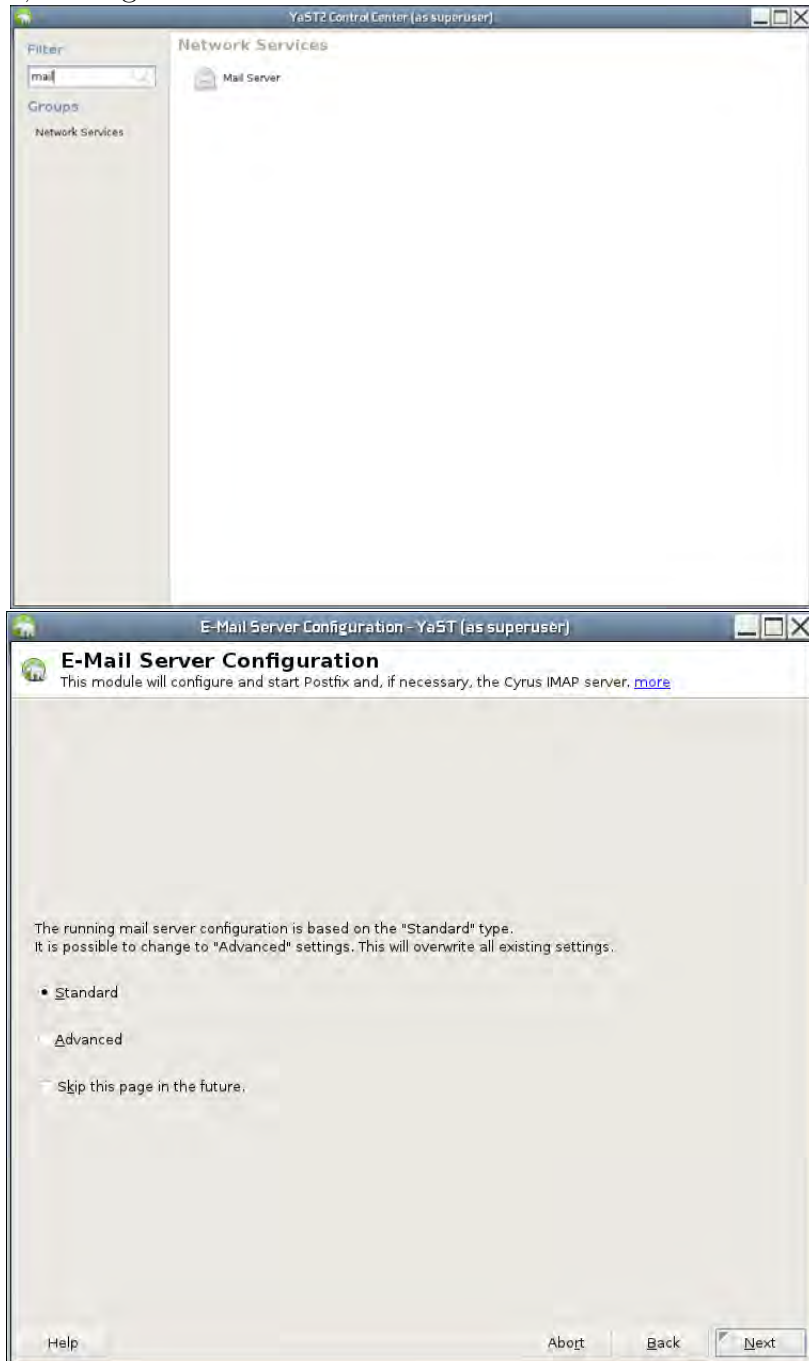 YaST2 Control Center (as superuser)
Filter
mail
Groups
Network Services
Network Services
Mail Server
E-Mail Server Configuration - YaST (as superuser)
E-Mail Server Configuration
This module will configure and start Postfix and, if necessary, the Cyrus IMAP server. more
The running mail server configuration is based on the "Standard" type.
It is possible to change to "Advanced" settings. This will overwrite all existing settings.
Standard
Advanced
Skip this page in the future.
Help
Abort
Back
Next